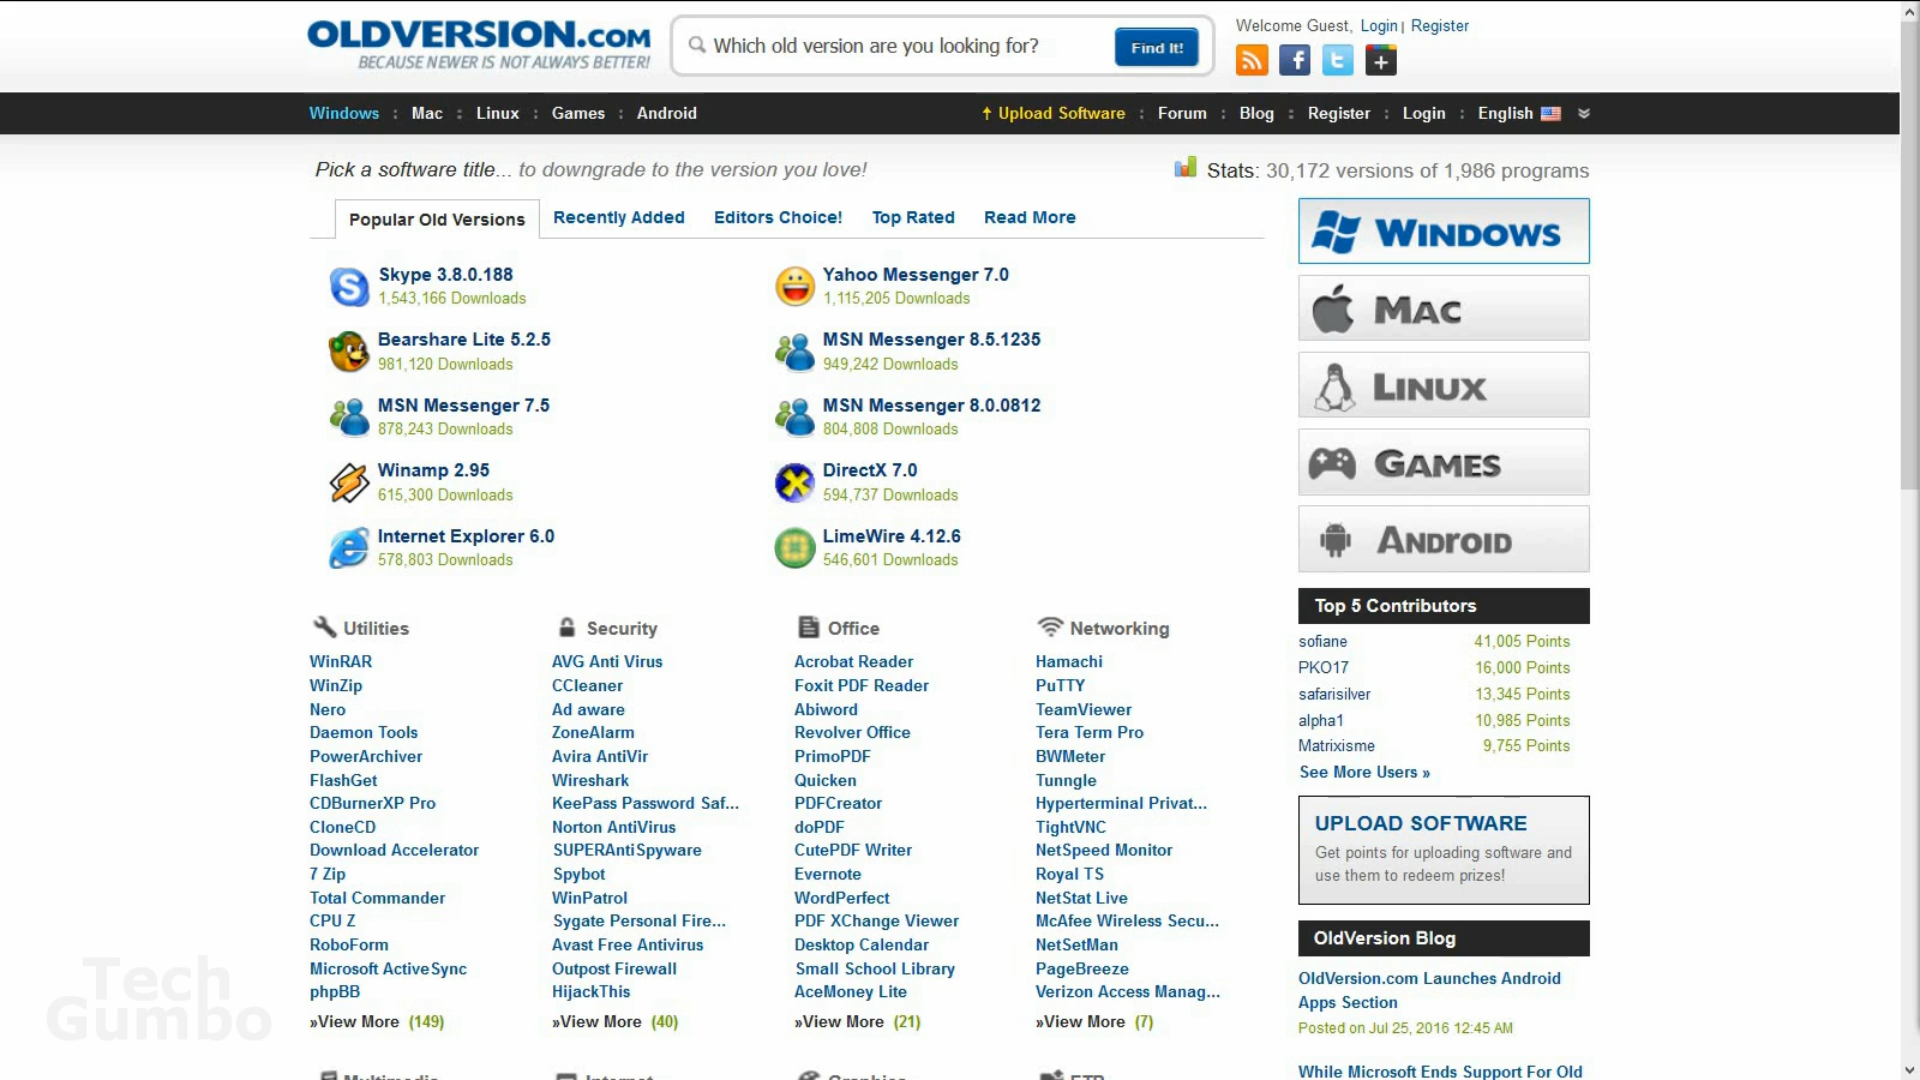 OLDVERSION.COM
BECAUSE NEWER IS NOT ALWAYS BETTER!
Which old version are you looking for?
Find It!
Welcome Guest, Login | Register
Windows : Mac : Linux : Games : Android
↑ Upload Software : Forum : Blog : Register : Login : English
Pick a software title... to downgrade to the version you love!
Stats: 30,172 versions of 1,986 programs
Popular Old Versions
Recently Added
Editors Choice!
Top Rated
Read More
Skype 3.8.0.188
1,543,166 Downloads
Yahoo Messenger 7.0
1,115,205 Downloads
Bearshare Lite 5.2.5
981,120 Downloads
MSN Messenger 8.5.1235
949,242 Downloads
MSN Messenger 7.5
878,243 Downloads
MSN Messenger 8.0.0812
804,808 Downloads
Winamp 2.95
615,300 Downloads
DirectX 7.0
594,737 Downloads
Internet Explorer 6.0
578,803 Downloads
LimeWire 4.12.6
546,601 Downloads
WINDOWS
MAC
LINUX
GAMES
ANDROID
Utilities
WinRAR
WinZip
Nero
Daemon Tools
PowerArchiver
FlashGet
CDBurnerXP Pro
CloneCD
Download Accelerator
7 Zip
Total Commander
CPU Z
RoboForm
Microsoft ActiveSync
phpBB
»View More (149)
Security
AVG Anti Virus
CCleaner
Ad aware
ZoneAlarm
Avira AntiVir
Wireshark
KeePass Password Saf...
Norton AntiVirus
SUPERAntiSpyware
Spybot
WinPatrol
Sygate Personal Fire...
Avast Free Antivirus
Outpost Firewall
HijackThis
»View More (40)
Office
Acrobat Reader
Foxit PDF Reader
Abiword
Revolver Office
PrimoPDF
Quicken
PDFCreator
doPDF
CutePDF Writer
Evernote
WordPerfect
PDF XChange Viewer
Desktop Calendar
Small School Library
AceMoney Lite
»View More (21)
Networking
Hamachi
PuTTY
TeamViewer
Tera Term Pro
BWMeter
Tunngle
Hyperterminal Privat...
TightVNC
NetSpeed Monitor
Royal TS
NetStat Live
McAfee Wireless Secu...
NetSetMan
PageBreeze
Verizon Access Manag...
»View More (7)
Top 5 Contributors
sofiane 41,005 Points
PKO17 16,000 Points
safarisilver 13,345 Points
alpha1 10,985 Points
Matrixisme 9,755 Points
See More Users »
UPLOAD SOFTWARE
Get points for uploading software and
use them to redeem prizes!
OldVersion Blog
OldVersion.com Launches Android
Apps Section
Posted on Jul 25, 2016 12:45 AM
While Microsoft Ends Support For Old
Multimedia
Internet
Graphics
FTP
Tech
Gumbo